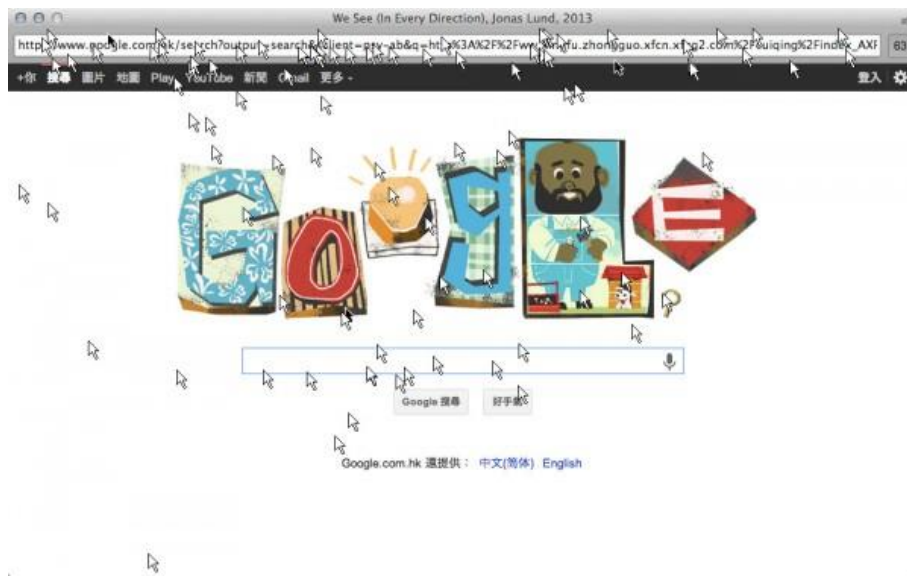 We See (In Every Direction), Jonas Lund, 2013
+你 搜尋 圖片 地圖 Play YouTube 新聞 Gmail 更多 登入
GoogLE
Google 搜尋 好手氣
Google.com.hk 還提供： 中文(简体) English